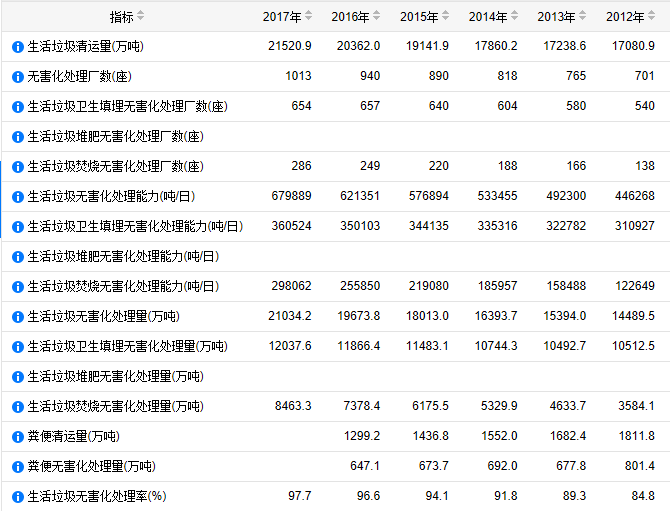 指标 2017年 2016年 2015年 2014年 2013年 2012年
生活垃圾清运量(万吨) 21520.9 20362.0 19141.9 17860.2 17238.6 17080.9
无害化处理厂数(座) 1013 940 890 818 765 701
生活垃圾卫生填埋无害化处理厂数(座) 654 657 640 604 580 540
生活垃圾堆肥无害化处理厂数(座)
生活垃圾焚烧无害化处理厂数(座) 286 249 220 188 166 138
生活垃圾无害化处理能力(吨/日) 679889 621351 576894 533455 492300 446268
生活垃圾卫生填埋无害化处理能力(吨/日) 360524 350103 344135 335316 322782 310927
生活垃圾堆肥无害化处理能力(吨/日)
生活垃圾焚烧无害化处理能力(吨/日) 298062 255850 219080 185957 158488 122649
生活垃圾无害化处理量(万吨) 21034.2 19673.8 18013.0 16393.7 15394.0 14489.5
生活垃圾卫生填埋无害化处理量(万吨) 12037.6 11866.4 11483.1 10744.3 10492.7 10512.5
生活垃圾堆肥无害化处理量(万吨)
生活垃圾焚烧无害化处理量(万吨) 8463.3 7378.4 6175.5 5329.9 4633.7 3584.1
粪便清运量(万吨) 1299.2 1436.8 1552.0 1682.4 1811.8
粪便无害化处理量(万吨) 647.1 673.7 692.0 677.8 801.4
生活垃圾无害化处理率(%) 97.7 96.6 94.1 91.8 89.3 84.8